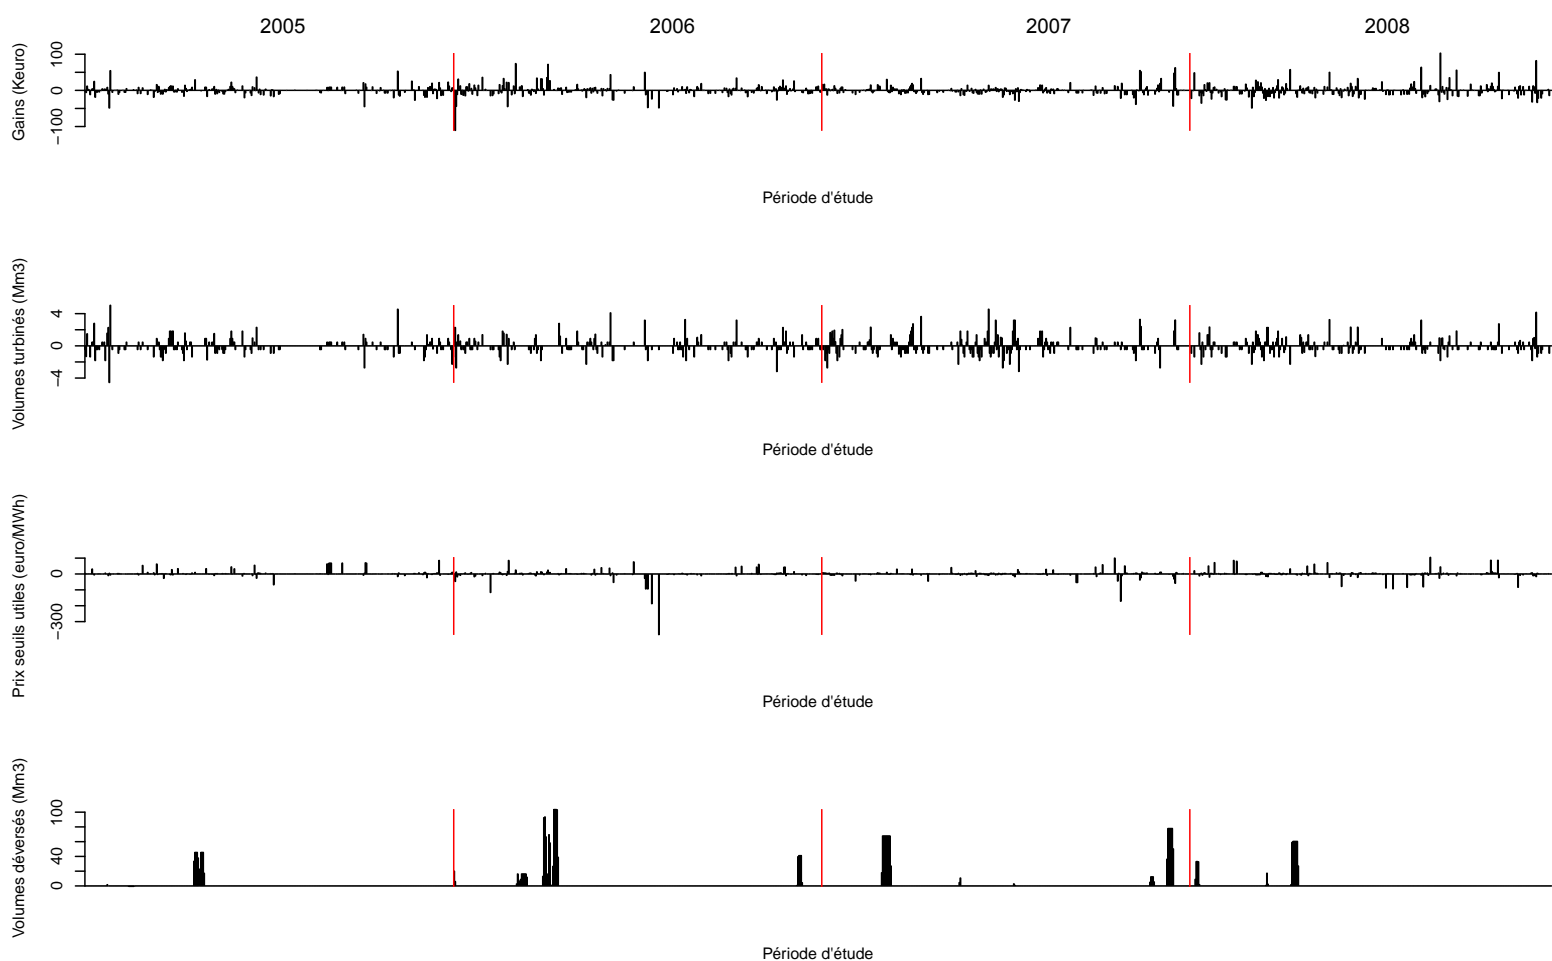 2005 2006 2007 2008
Gains (Keuro)
100
0
−100
Période d'étude
Volumes turbinés (Mm3)
4
0
−4
Période d'étude
Prix seuils utiles (euro/MWh)
0
−300
Période d'étude
Volumes déversés (Mm3)
100
40
0
Période d'étude